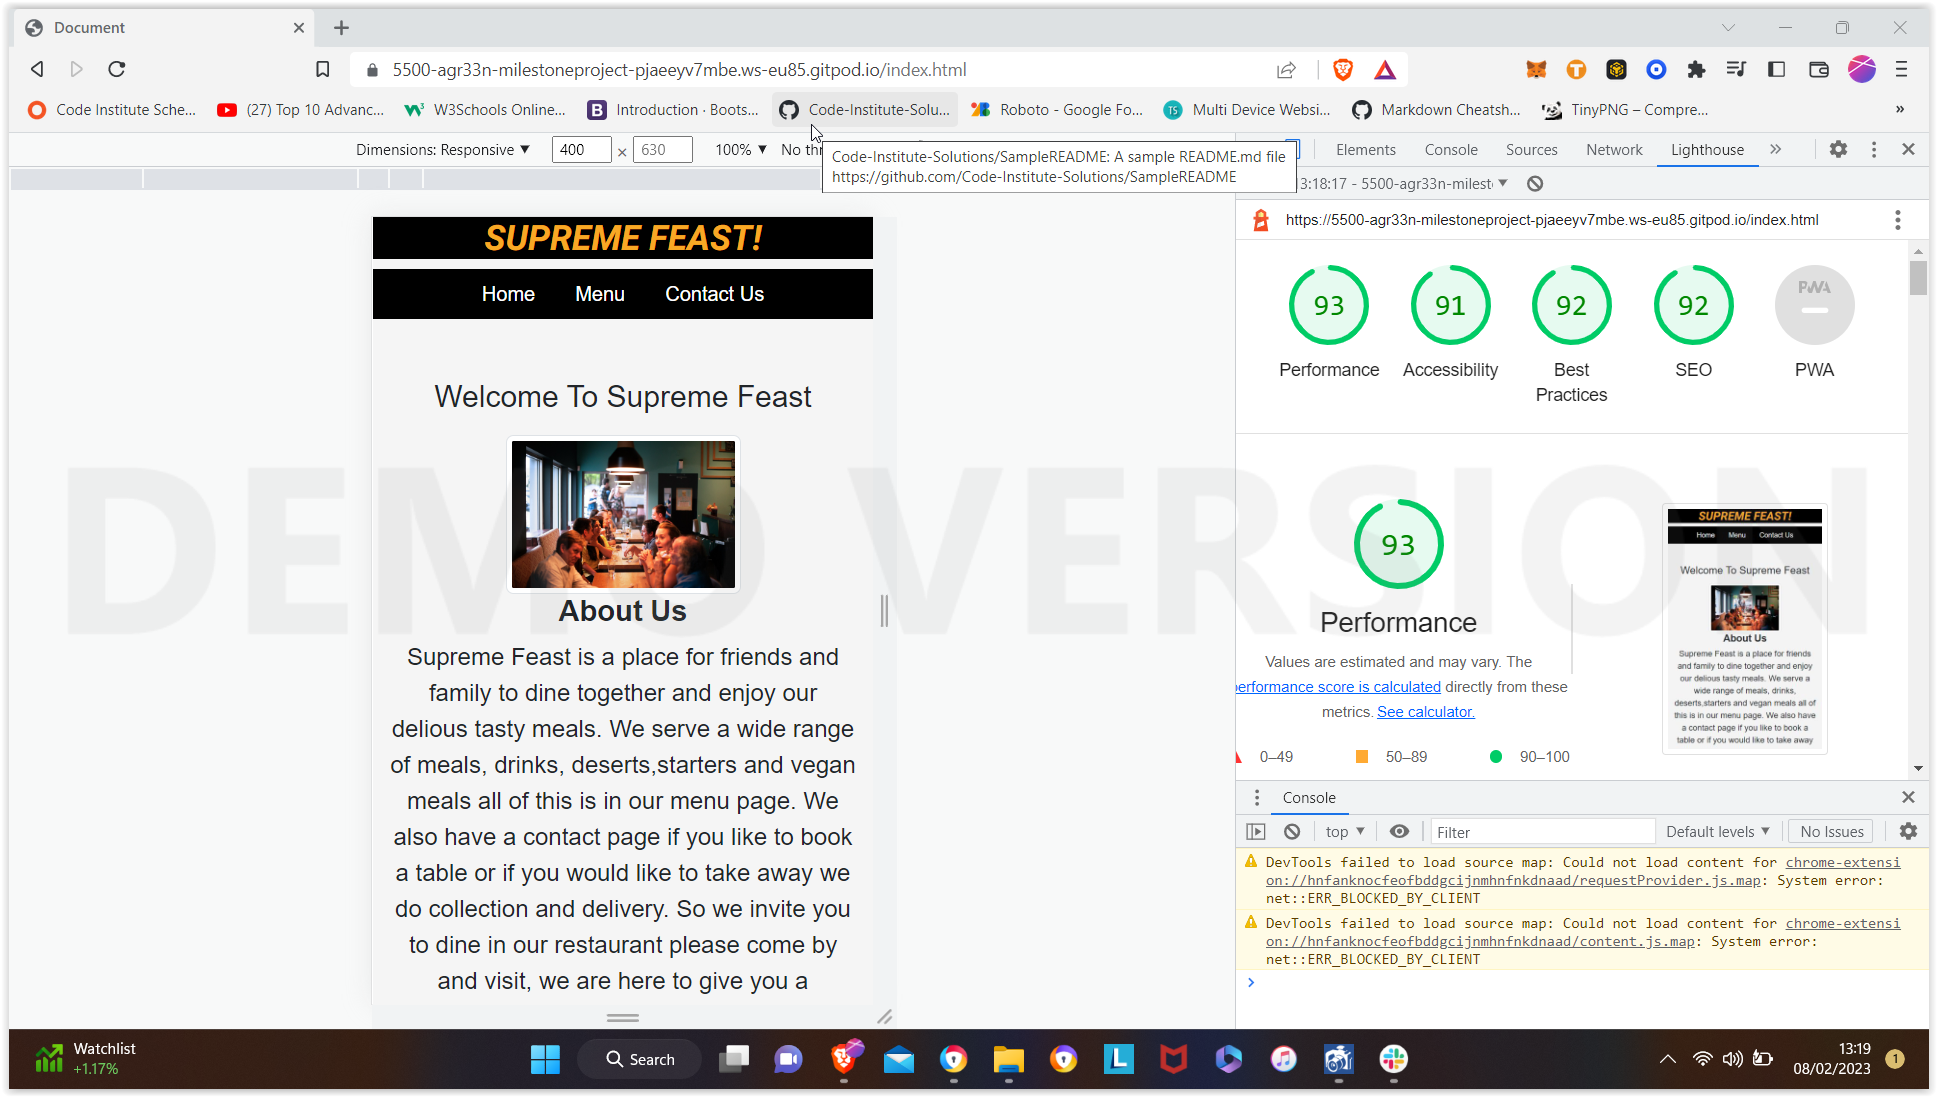 Document
5500-agr33n-milestoneproject-pjaeeyv7mbe.ws-eu85.gitpod.io/index.html
Code Institute Sche...
(27) Top 10 Advanc...
W3Schools Online...
Introduction · Boots...
Code-Institute-Solu...
Roboto - Google Fo...
Multi Device Websi...
Markdown Cheatsh...
TinyPNG – Compre...
»
Dimensions: Responsive
400 × 630
100%
No thr
Code-Institute-Solutions/SampleREADME: A sample README.md file
https://github.com/Code-Institute-Solutions/SampleREADME
Elements
Console
Sources
Network
Lighthouse
»
3:18:17 - 5500-agr33n-milest
https://5500-agr33n-milestoneproject-pjaeeyv7mbe.ws-eu85.gitpod.io/index.html
SUPREME FEAST!
Home Menu Contact Us
Welcome To Supreme Feast
About Us
Supreme Feast is a place for friends and
family to dine together and enjoy our
delious tasty meals. We serve a wide range
of meals, drinks, deserts,starters and vegan
meals all of this is in our menu page. We
also have a contact page if you like to book
a table or if you would like to take away we
do collection and delivery. So we invite you
to dine in our restaurant please come by
and visit, we are here to give you a
93 91 92 92 PWA
Performance
Accessibility
Best
Practices
SEO
PWA
93
Performance
Values are estimated and may vary. The
performance score is calculated directly from these
metrics. See calculator.
0–49 50–89 90–100
SUPREME FEAST!
Home Menu Contact Us
Welcome To Supreme Feast
About Us
Supreme Feast is a place for friends
and family to dine together and enjoy
our delious tasty meals. We serve a
wide range of meals, drinks,
deserts,starters and vegan meals all of
this is in our menu page. We also have
a contact page if you like to book a
table or if you would like to take away
DEMO VERSION
Console
top
Filter
Default levels
No Issues
DevTools failed to load source map: Could not load content for chrome-extensi
on://hnfanknocfeofbddgcijnmhnfnkdnaad/requestProvider.js.map: System error:
net::ERR_BLOCKED_BY_CLIENT
DevTools failed to load source map: Could not load content for chrome-extensi
on://hnfanknocfeofbddgcijnmhnfnkdnaad/content.js.map: System error:
net::ERR_BLOCKED_BY_CLIENT
Watchlist
+1.17%
Search
L
13:19
08/02/2023
1